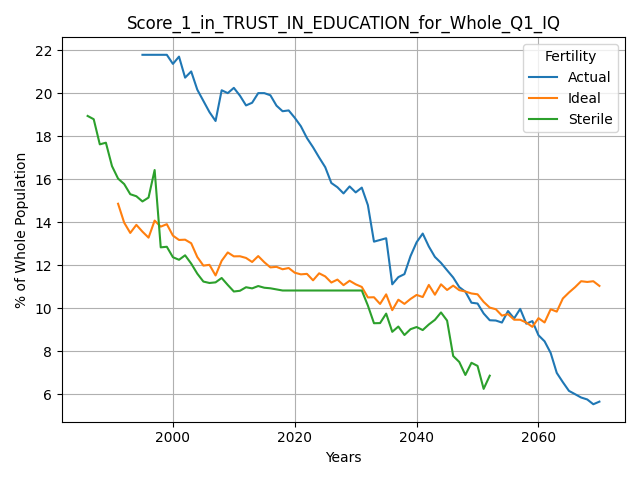 Score_1_in_TRUST_IN_EDUCATION_for_Whole_Q1_IQ
Fertility
Actual
Ideal
Sterile
% of Whole Population
22
20
18
16
14
12
10
8
6
2000 2020 2040 2060
Years